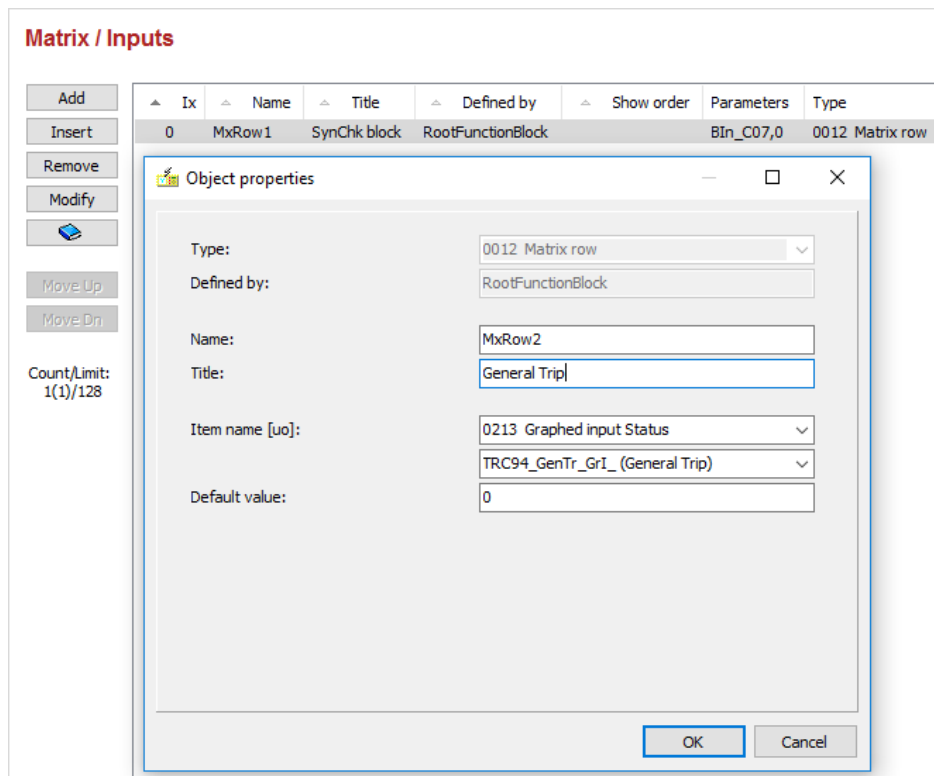 Matrix / Inputs
Add
Ix Name Title Defined by Show order Parameters Type
Insert
0 MxRow1 SynChk block RootFunctionBlock BIn_C07,0 0012 Matrix row
Remove
Modify
Move Up
Move Dn
Count/Limit:
1(1)/128
Object properties
Type: 0012 Matrix row
Defined by: RootFunctionBlock
Name: MxRow2
Title: General Trip
Item name [uo]: 0213 Graphed input Status
TRC94_GenTr_GrI_ (General Trip)
Default value: 0
OK Cancel